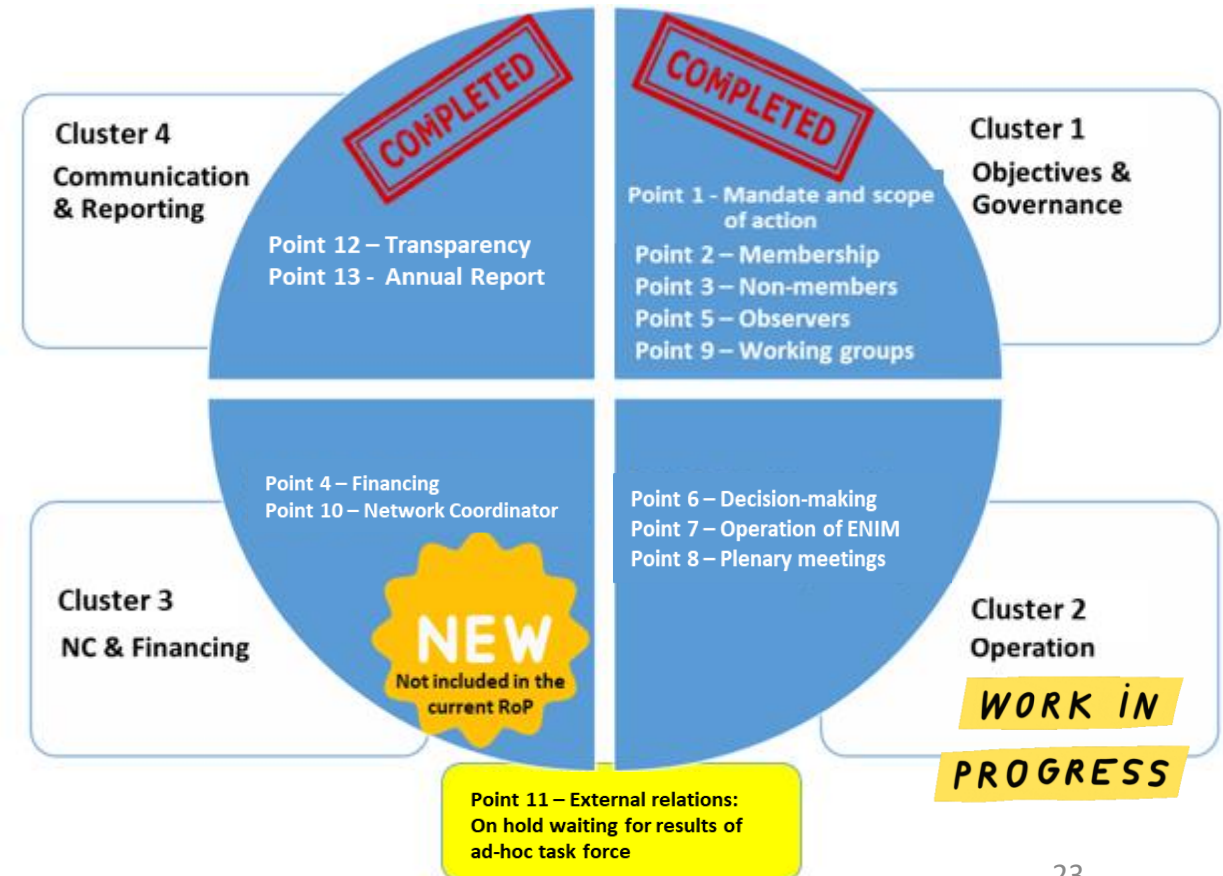 COMPLETED
COMPLETED
Cluster 4
Communication
& Reporting
Point 12 – Transparency
Point 13 - Annual Report
Point 1 - Mandate and scope
of action
Point 2 – Membership
Point 3 – Non-members
Point 5 – Observers
Point 9 – Working groups
Cluster 1
Objectives &
Governance
Point 4 – Financing
Point 10 – Network Coordinator
NEW
Not included in the
current RoP
Cluster 3
NC & Financing
Point 6 – Decision-making
Point 7 – Operation of ENIM
Point 8 – Plenary meetings
Cluster 2
Operation
WORK iN
PROGRESS
Point 11 – External relations:
On hold waiting for results of
ad-hoc task force
23